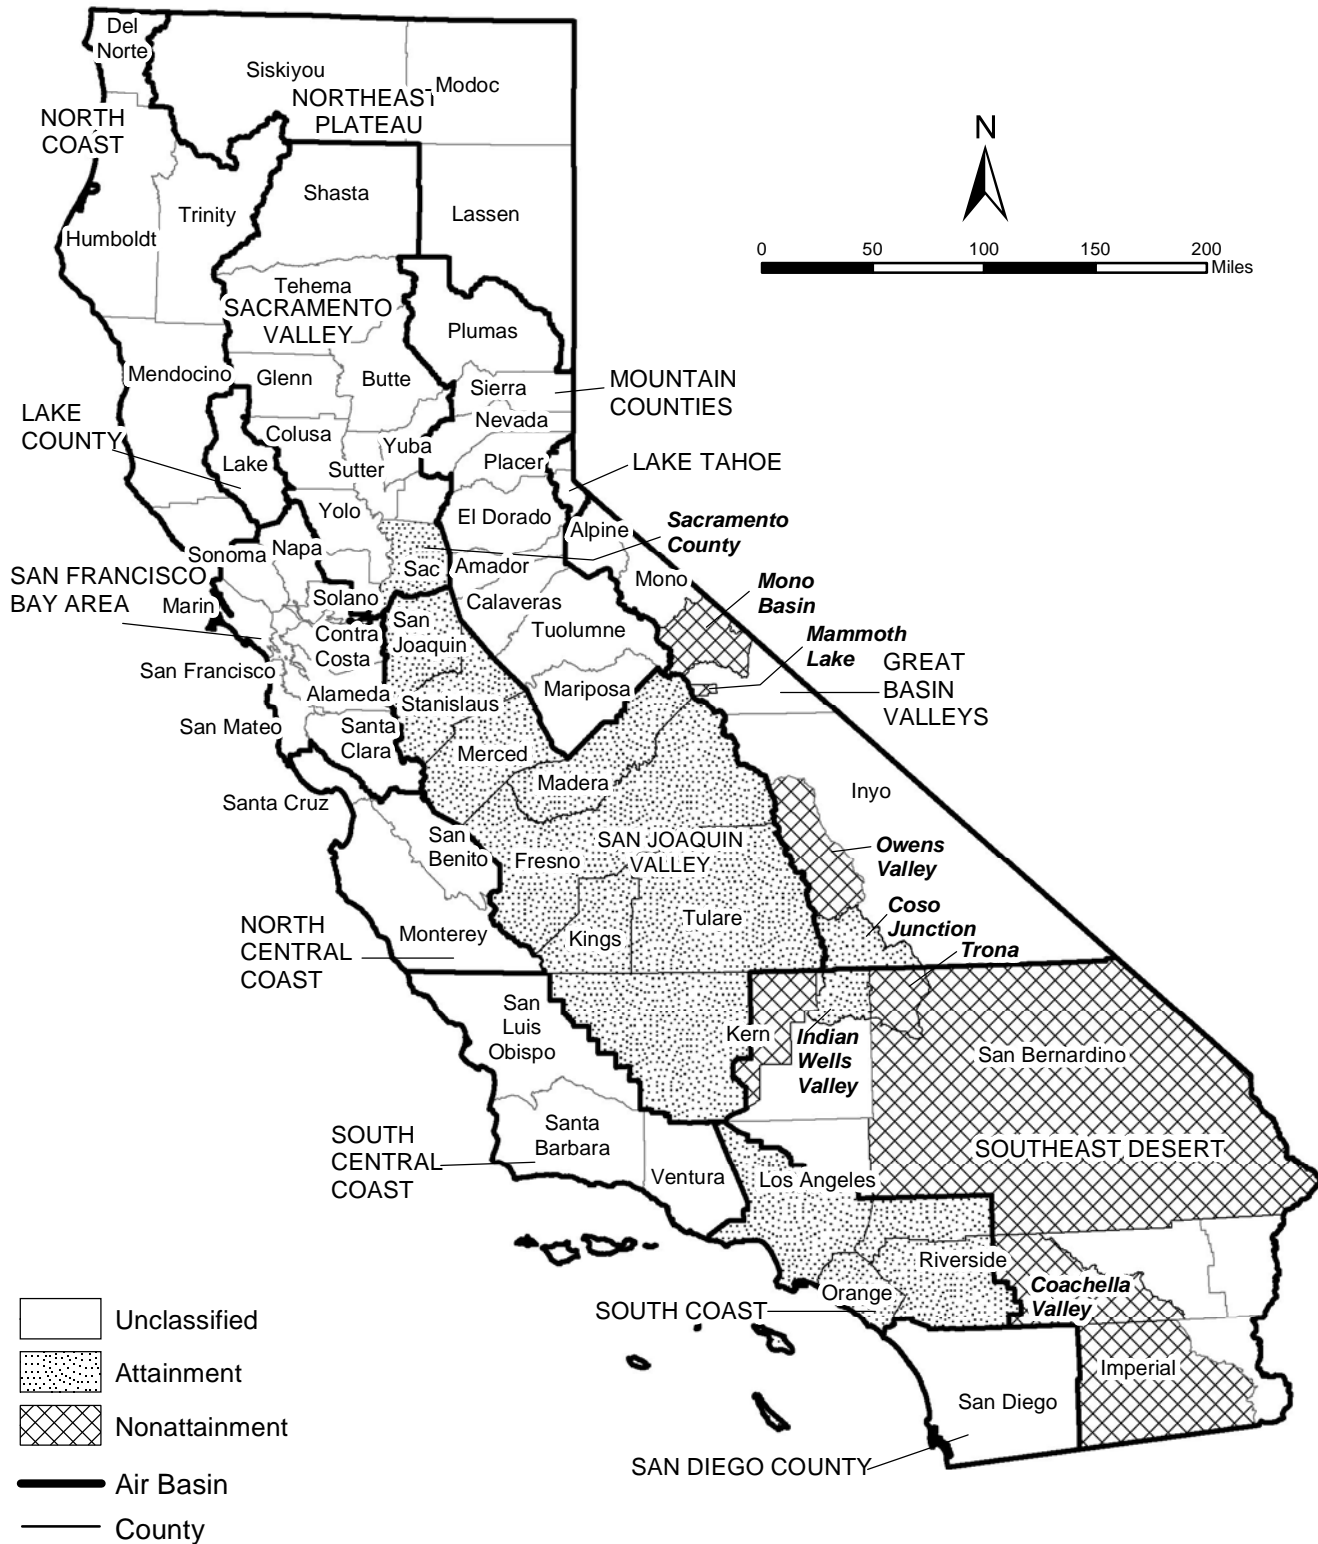 Del
Norte
Siskiyou
Modoc
NORTHEAST
PLATEAU
NORTH
COAST
N
Shasta
Trinity
Lassen
Humboldt
0 50 100 150 200
Miles
Tehema
SACRAMENTO
VALLEY
Plumas
Mendocino
Glenn
Butte
Sierra
MOUNTAIN
COUNTIES
LAKE
COUNTY
Nevada
Colusa
Yuba
Lake
Sutter
Placer
LAKE TAHOE
Yolo
El Dorado
Alpine
Sacramento
County
Sonoma
Napa
Sac
Amador
Mono
Mono
Basin
SAN FRANCISCO
BAY AREA
Marin
Solano
Calaveras
San
Joaquin
Tuolumne
Contra
Costa
Mammoth
Lake
GREAT
BASIN
VALLEYS
San Francisco
Alameda
Mariposa
Stanislaus
San Mateo
Santa
Clara
Merced
Madera
Inyo
Santa Cruz
San
Benito
Fresno
SAN JOAQUIN
VALLEY
Owens
Valley
Coso
Junction
Tulare
Kings
NORTH
CENTRAL
COAST
Monterey
Trona
San
Luis
Obispo
Kern
Indian
Wells
Valley
San Bernardino
Santa
Barbara
SOUTH
CENTRAL
COAST
SOUTHEAST DESERT
Ventura
Los Angeles
Riverside
Coachella
Valley
Orange
SOUTH COAST
Imperial
San Diego
SAN DIEGO COUNTY
Unclassified
Attainment
Nonattainment
Air Basin
County